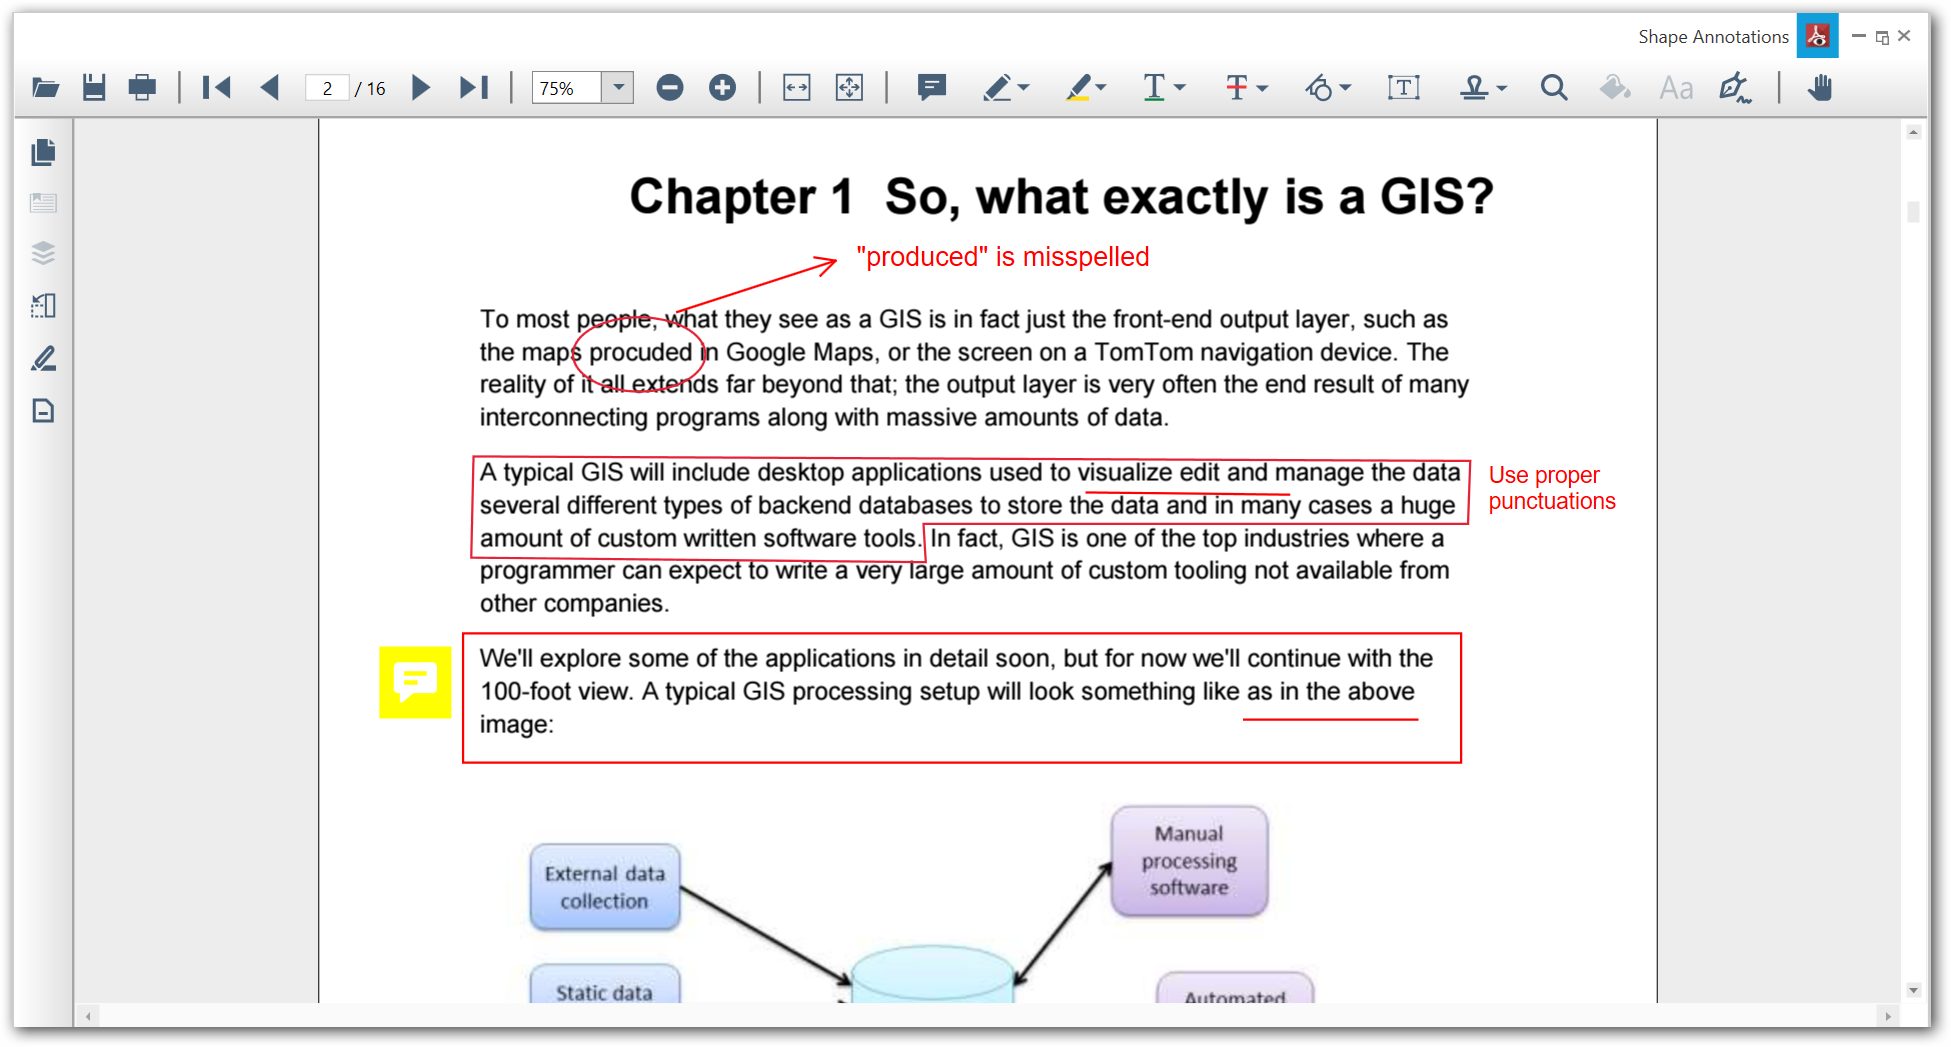 Shape Annotations
2 / 16
75%
Aa
Chapter 1 So, what exactly is a GIS?
"produced" is misspelled
To most people, what they see as a GIS is in fact just the front-end output layer, such as
the maps procuded in Google Maps, or the screen on a TomTom navigation device. The
reality of it all extends far beyond that; the output layer is very often the end result of many
interconnecting programs along with massive amounts of data.
A typical GIS will include desktop applications used to visualize edit and manage the data
several different types of backend databases to store the data and in many cases a huge
amount of custom written software tools. In fact, GIS is one of the top industries where a
programmer can expect to write a very large amount of custom tooling not available from
other companies.
Use proper
punctuations
We'll explore some of the applications in detail soon, but for now we'll continue with the
100-foot view. A typical GIS processing setup will look something like as in the above
image:
External data
collection
Manual
processing
software
Static data
Automated